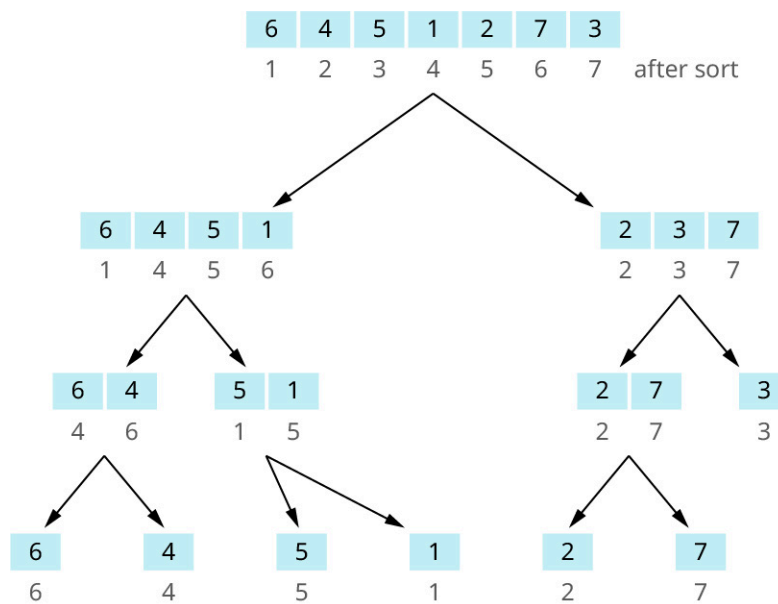 6 4 5 1 2 7 3
1 2 3 4 5 6 7 after sort
6 4 5 1 2 3 7
1 4 5 6 2 3 7
6 4 5 1 2 7 3
4 6 1 5 2 7 3
6 4 5 1 2 7
6 4 5 1 2 7